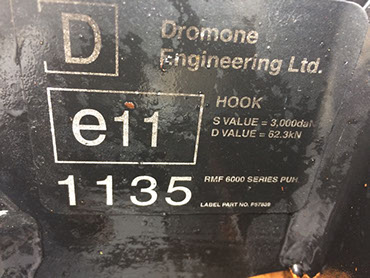 D
Dromone
Engineering Ltd.
e11
HOOK
S VALUE = 3,000daN
D VALUE = 62.3kN
1135
RMF 6000 SERIES PUH
LABEL PART NO.